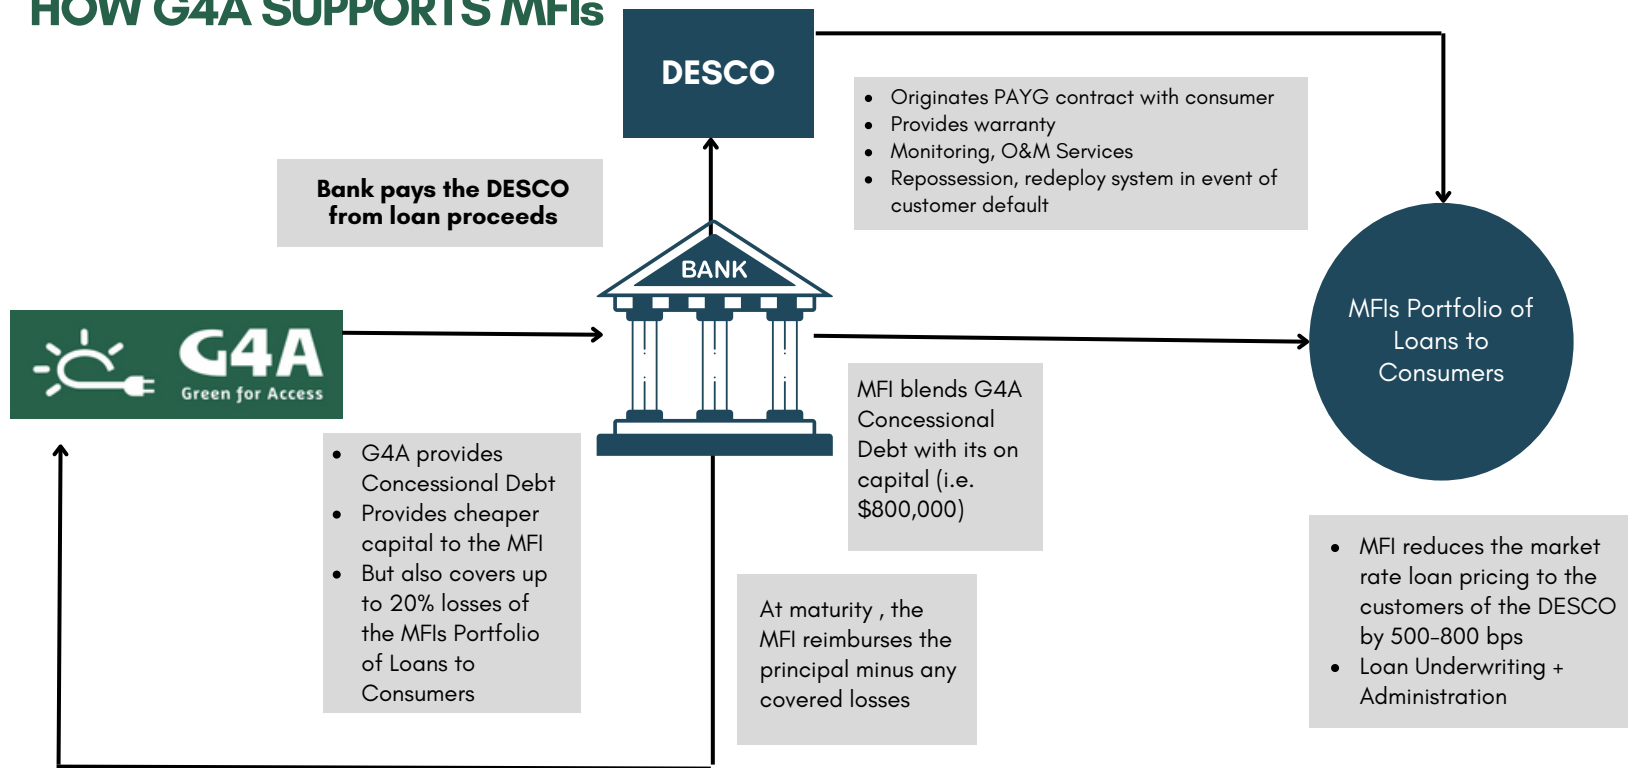 HOW G4A SUPPORTS MFIs
DESCO
• Originates PAYG contract with consumer
• Provides warranty
• Monitoring, O&M Services
• Repossession, redeploy system in event of
customer default
Bank pays the DESCO
from loan proceeds
BANK
G4A
Green for Access
MFIs Portfolio of
Loans to
Consumers
MFI blends G4A
Concessional
Debt with its on
capital (i.e.
$800,000)
• G4A provides
Concessional Debt
• Provides cheaper
capital to the MFI
• But also covers up
to 20% losses of
the MFIs Portfolio
of Loans to
Consumers
At maturity , the
MFI reimburses the
principal minus any
covered losses
• MFI reduces the market
rate loan pricing to the
customers of the DESCO
by 500-800 bps
• Loan Underwriting +
Administration